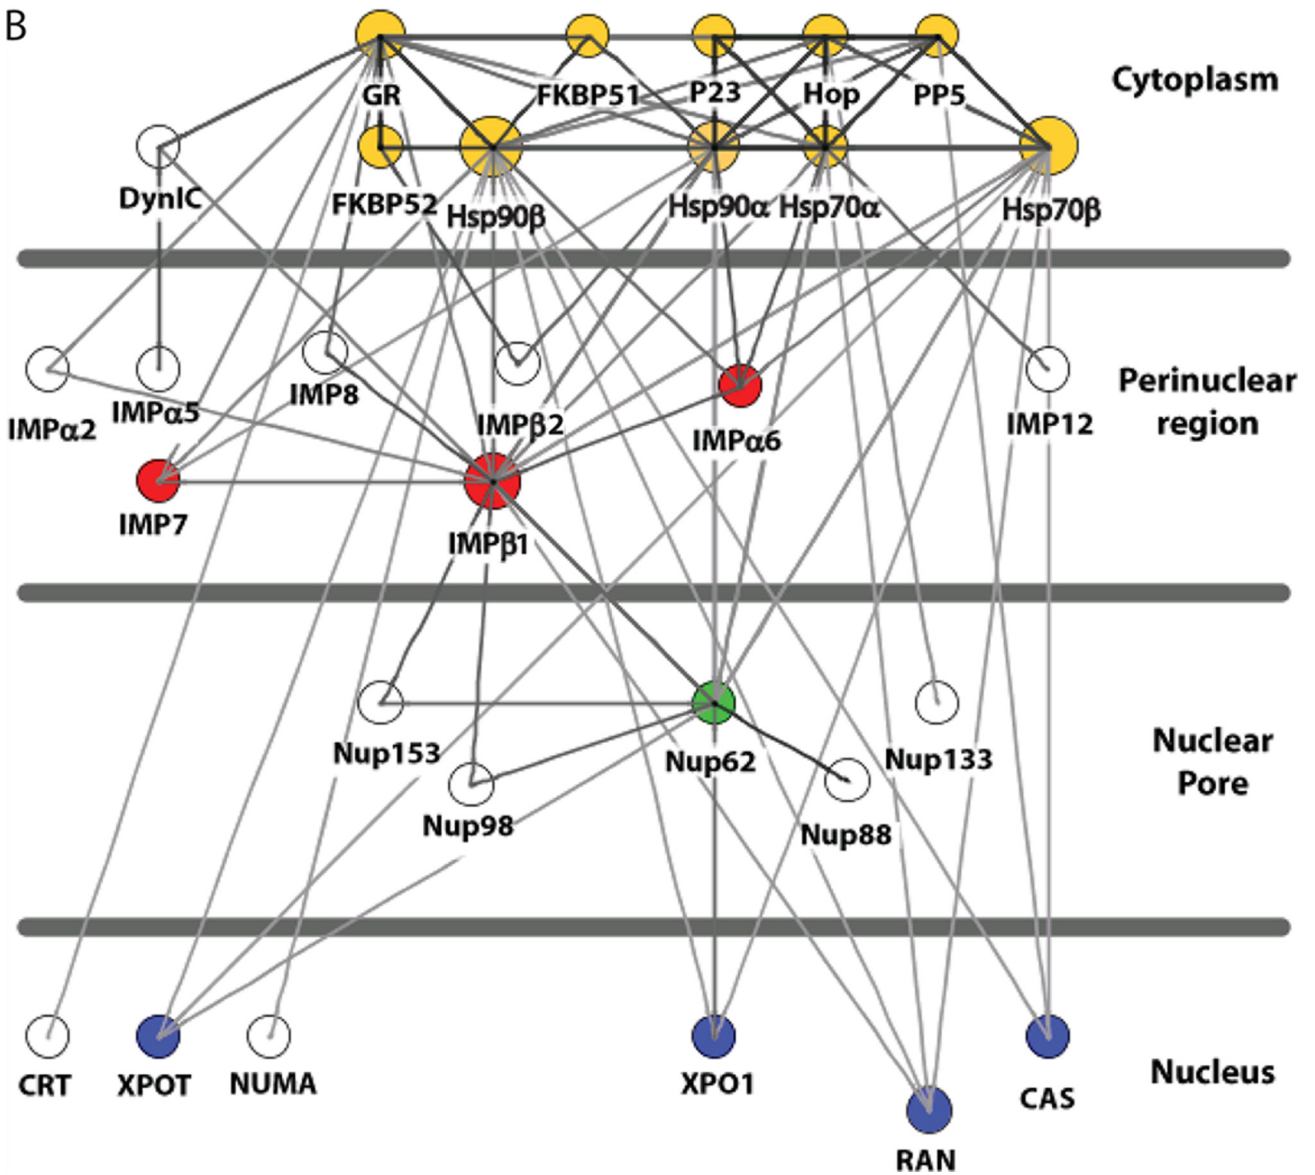 B
GR
FKBP51
P23
Hop
PP5
Cytoplasm
DynlC
FKBP52
Hsp90β
Hsp90α
Hsp70α
Hsp70β
IMPα2
IMPα5
IMP8
IMPβ2
IMPα6
IMP12
Perinuclear
region
IMP7
IMPβ1
Nup153
Nup62
Nup133
Nuclear
Pore
Nup98
Nup88
CRT
XPOT
NUMA
XPO1
CAS
Nucleus
RAN